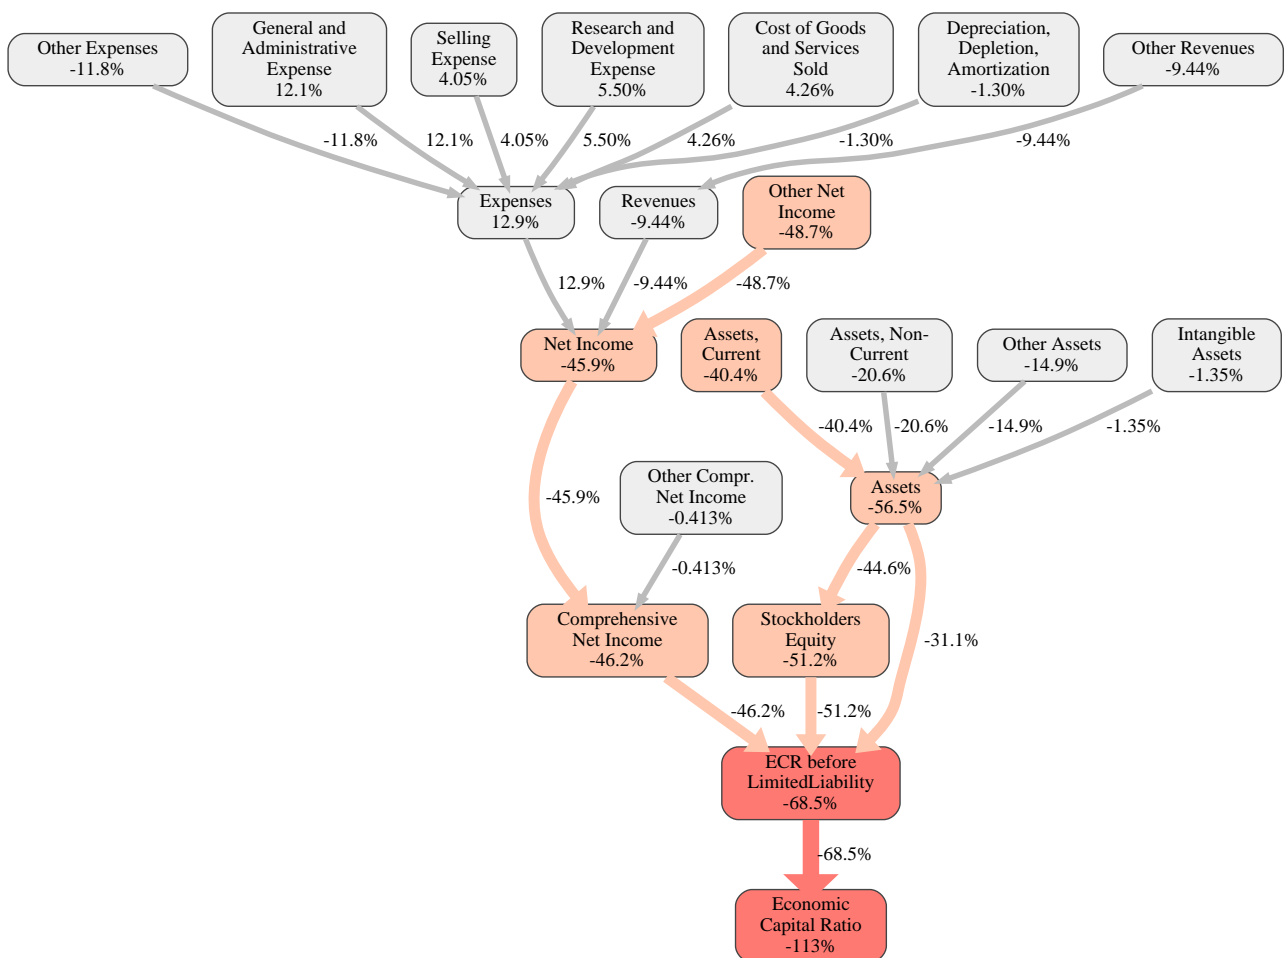 Other Expenses
-11.8%
General and
Administrative
Expense
12.1%
Selling
Expense
4.05%
Research and
Development
Expense
5.50%
Cost of Goods
and Services
Sold
4.26%
Depreciation,
Depletion,
Amortization
-1.30%
Other Revenues
-9.44%
-11.8%
12.1%
4.05%
5.50%
4.26%
-1.30%
-9.44%
Expenses
12.9%
Revenues
-9.44%
Other Net
Income
-48.7%
12.9%
-9.44%
-48.7%
Net Income
-45.9%
Assets,
Current
-40.4%
Assets, Non-
Current
-20.6%
Other Assets
-14.9%
Intangible
Assets
-1.35%
-40.4%
-20.6%
-14.9%
-1.35%
-45.9%
Other Compr.
Net Income
-0.413%
Assets
-56.5%
-0.413%
-44.6%
-31.1%
Comprehensive
Net Income
-46.2%
Stockholders
Equity
-51.2%
-46.2%
-51.2%
ECR before
LimitedLiability
-68.5%
-68.5%
Economic
Capital Ratio
-113%